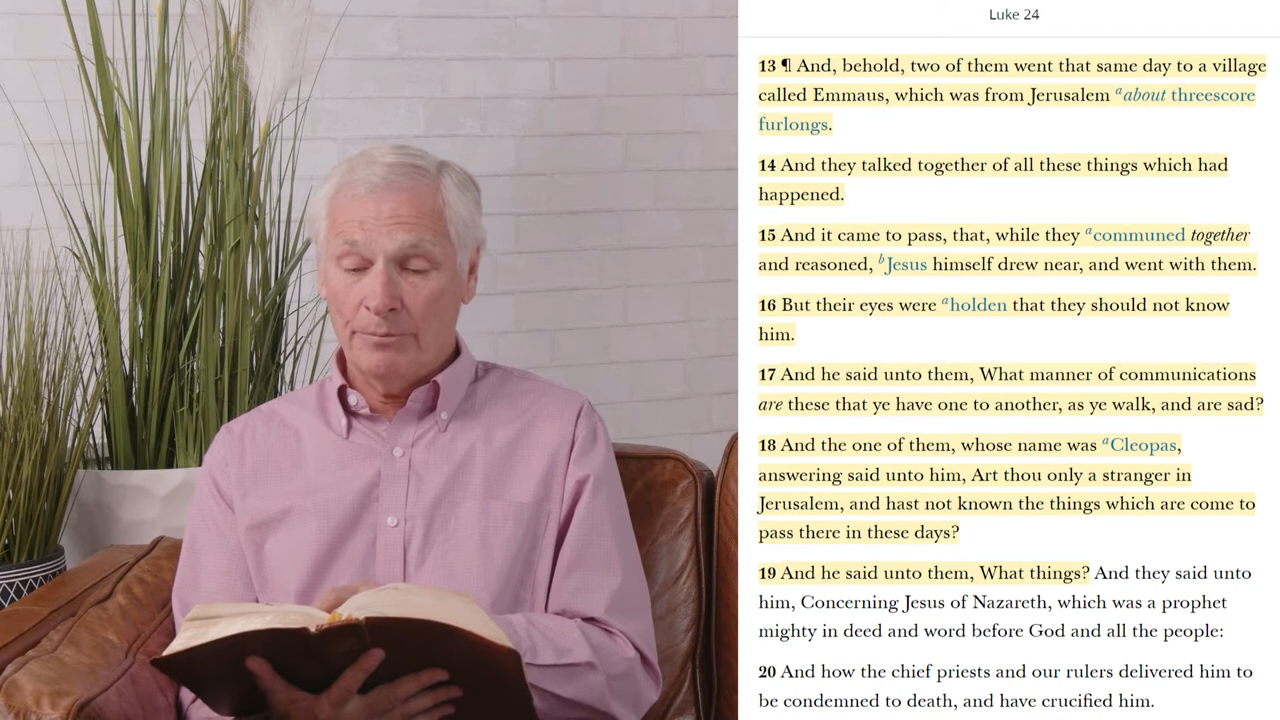 Luke 24
13 ¶ And, behold, two of them went that same day to a village
called Emmaus, which was from Jerusalem ᵃabout threescore
furlongs.
14 And they talked together of all these things which had
happened.
15 And it came to pass, that, while they ᵃcommuned together
and reasoned, ᵇJesus himself drew near, and went with them.
16 But their eyes were ᵃholden that they should not know
him.
17 And he said unto them, What manner of communications
are these that ye have one to another, as ye walk, and are sad?
18 And the one of them, whose name was ᵃCleopas,
answering said unto him, Art thou only a stranger in
Jerusalem, and hast not known the things which are come to
pass there in these days?
19 And he said unto them, What things? And they said unto
him, Concerning Jesus of Nazareth, which was a prophet
mighty in deed and word before God and all the people:
20 And how the chief priests and our rulers delivered him to
be condemned to death, and have crucified him.